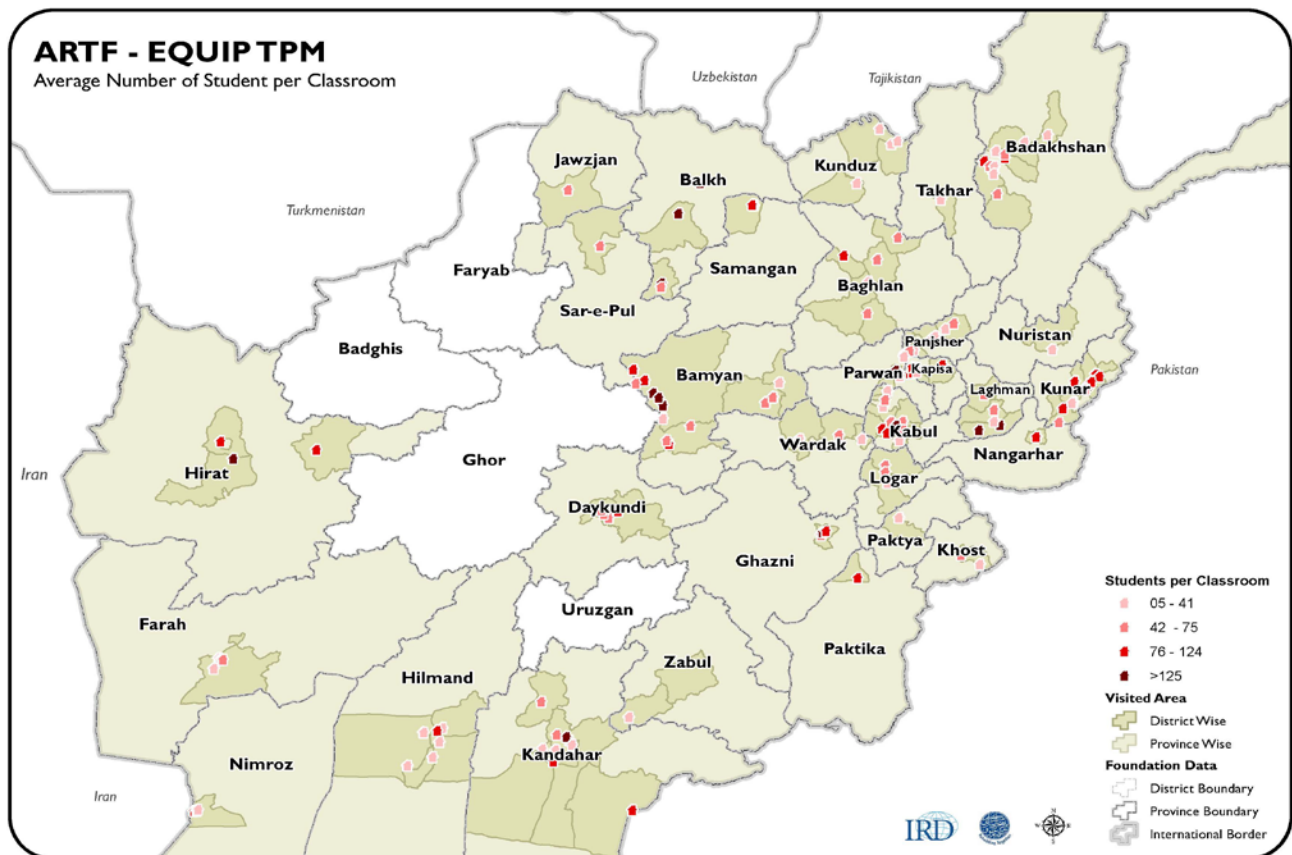 ARTF - EQUIP TPM
Average Number of Student per Classroom
Uzbekistan
Tajikistan
Turkmenistan
Jawzjan
Balkh
Kunduz
Takhar
Badakhshan
Faryab
Samangan
Baghlan
Sar-e-Pul
Badghis
Nuristan
Panjsher
Bamyan
Parwan
Kapisa
Laghman
Kunar
Pakistan
Kabul
Wardak
Nangarhar
Iran
Hirat
Ghor
Logar
Daykundi
Paktya
Khost
Ghazni
Uruzgan
Farah
Paktika
Zabul
Hilmand
Kandahar
Nimroz
Iran
Students per Classroom
05 - 41
42 - 75
76 - 124
>125
Visited Area
District Wise
Province Wise
Foundation Data
District Boundary
Province Boundary
International Border
IRD
N
W
E
S